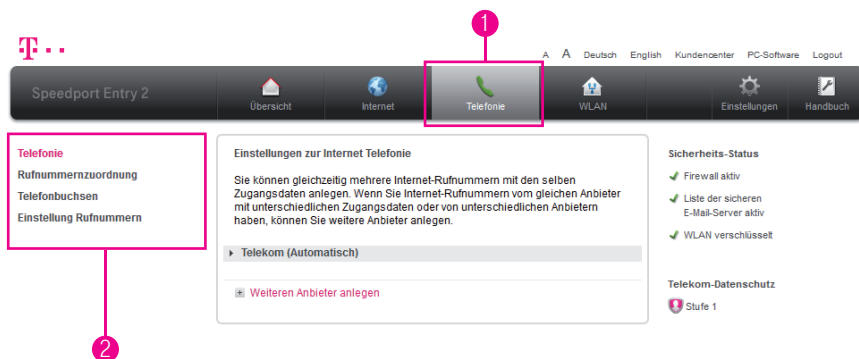 1
T
A A Deutsch English Kundencenter PC-Software Logout
Speedport Entry 2
Übersicht
Internet
Telefonie
WLAN
Einstellungen
Handbuch
Telefonie
Rufnummernzuordnung
Telefonbuchsen
Einstellung Rufnummern
2
Einstellungen zur Internet Telefonie
Sie können gleichzeitig mehrere Internet-Rufnummern mit den selben
Zugangsdaten anlegen. Wenn Sie Internet-Rufnummern vom gleichen Anbieter
mit unterschiedlichen Zugangsdaten oder von unterschiedlichen Anbietern
haben, können Sie weitere Anbieter anlegen.
Telekom (Automatisch)
Weiteren Anbieter anlegen
Sicherheits-Status
Firewall aktiv
Liste der sicheren
E-Mail-Server aktiv
WLAN verschlüsselt
Telekom-Datenschutz
Stufe 1